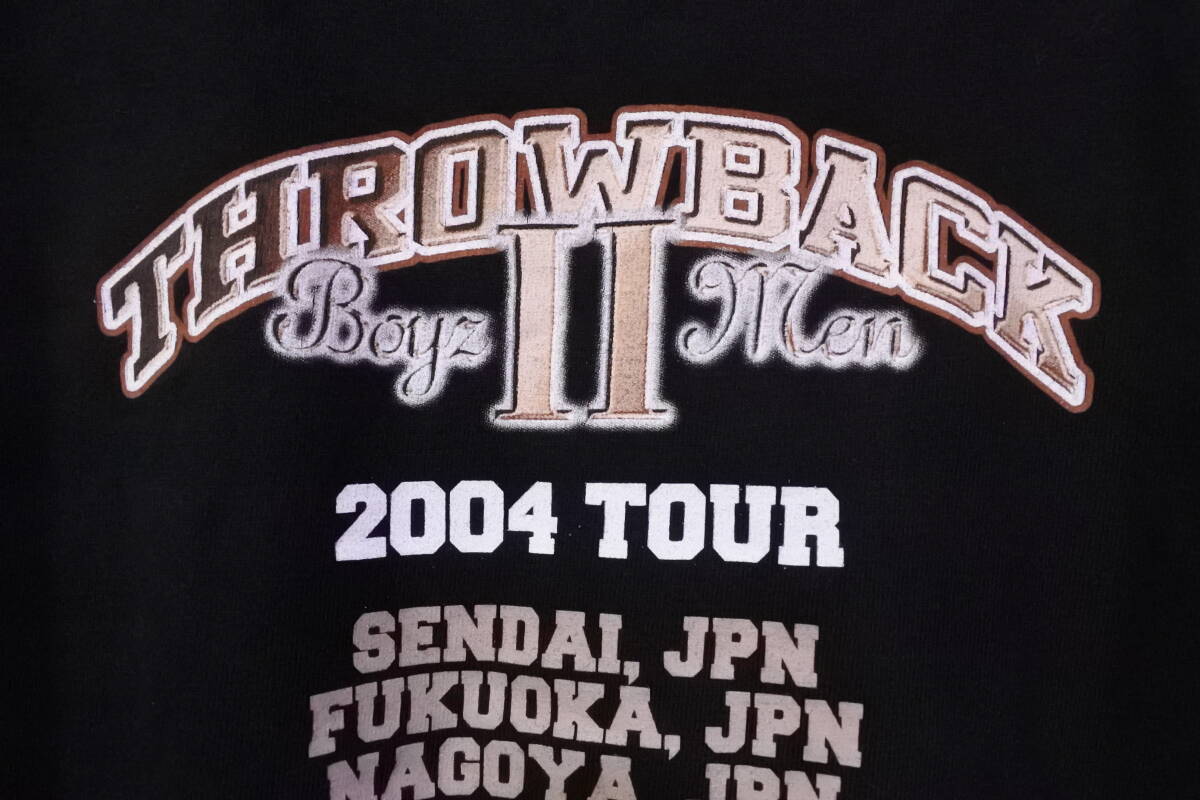 THROWBACK
Boyz II Men
2004 TOUR
SENDAI, JPN
FUKUOKA, JPN
NAGOYA, JPN